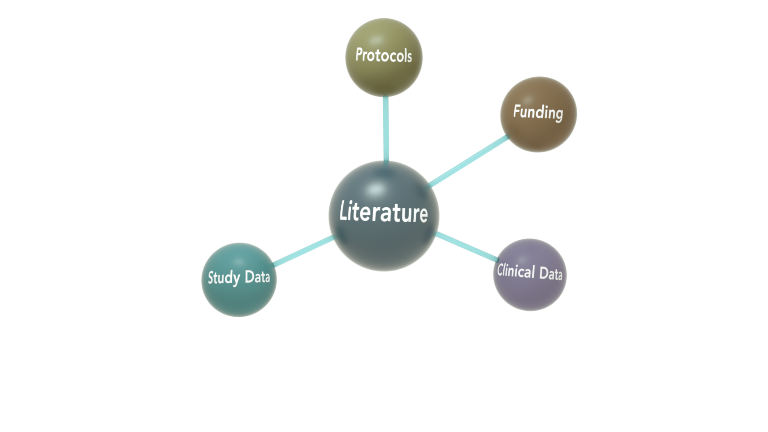 Protocols
Funding
Literature
Study Data
Clinical Data